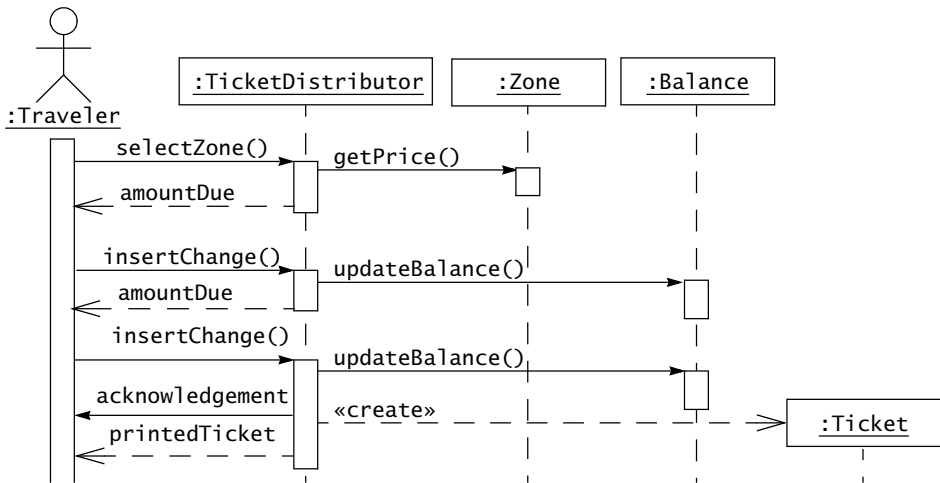 :Traveler
:TicketDistributor
:Zone
:Balance
selectZone()
getPrice()
amountDue
insertChange()
updateBalance()
amountDue
insertChange()
updateBalance()
acknowledgement
«create»
:Ticket
printedTicket